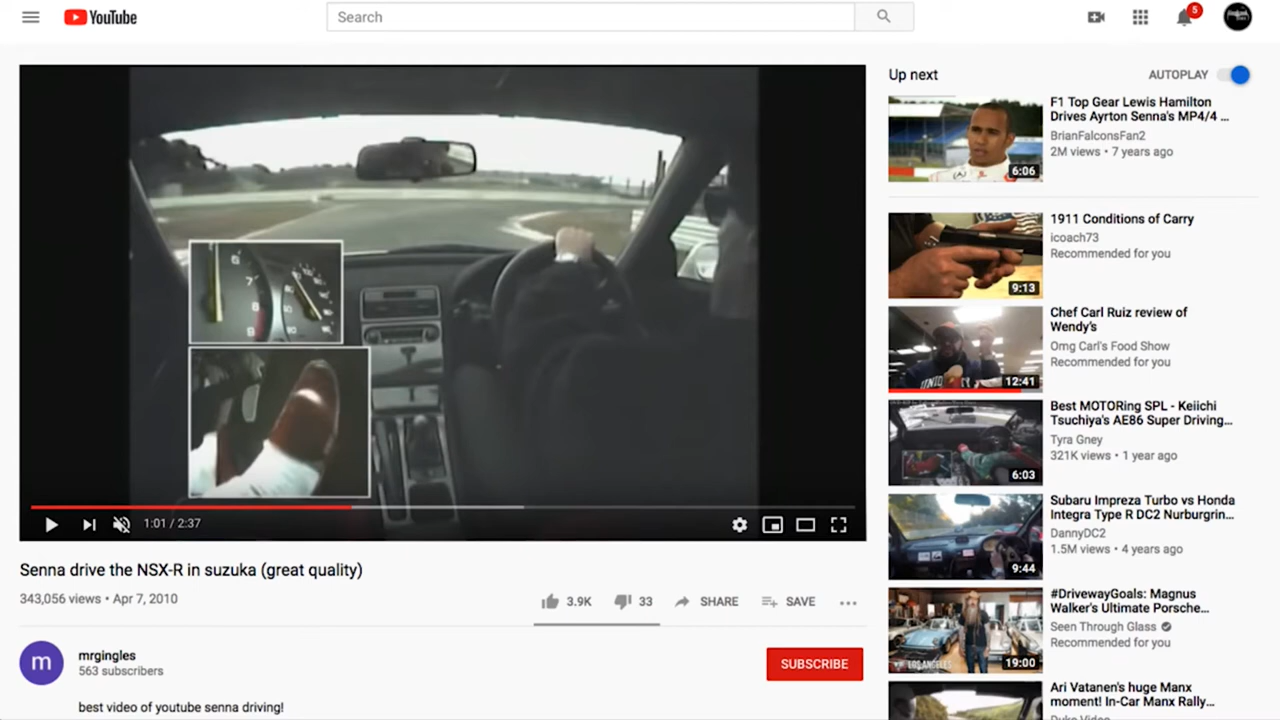 YouTube
Search
5
1:01 / 2:37
Senna drive the NSX-R in suzuka (great quality)
343,056 views • Apr 7, 2010
3.9K
33
SHARE
SAVE
m
mrgingles
563 subscribers
SUBSCRIBE
best video of youtube senna driving!
Up next
AUTOPLAY
6:06
F1 Top Gear Lewis Hamilton
Drives Ayrton Senna's MP4/4 ...
BrianFalconsFan2
2M views • 7 years ago
9:13
1911 Conditions of Carry
icoach73
Recommended for you
12:41
Chef Carl Ruiz review of
Wendy's
Omg Carl's Food Show
Recommended for you
6:03
Best MOTORing SPL - Keiichi
Tsuchiya's AE86 Super Driving...
Tyra Gney
321K views • 1 year ago
9:44
Subaru Impreza Turbo vs Honda
Integra Type R DC2 Nurburgrin...
DannyDC2
1.5M views • 4 years ago
LOS ANGELES
19:00
#DrivewayGoals: Magnus
Walker's Ultimate Porsche...
Seen Through Glass
Recommended for you
Ari Vatanen's huge Manx
moment! In-Car Manx Rally...
Duke Video